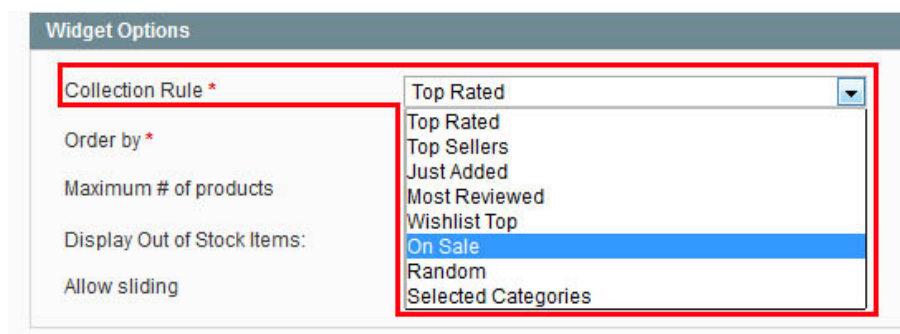 Widget Options
Collection Rule *
Top Rated
Top Rated
Order by *
Top Sellers
Just Added
Maximum # of products
Most Reviewed
Wishlist Top
Display Out of Stock Items:
On Sale
Random
Allow sliding
Selected Categories